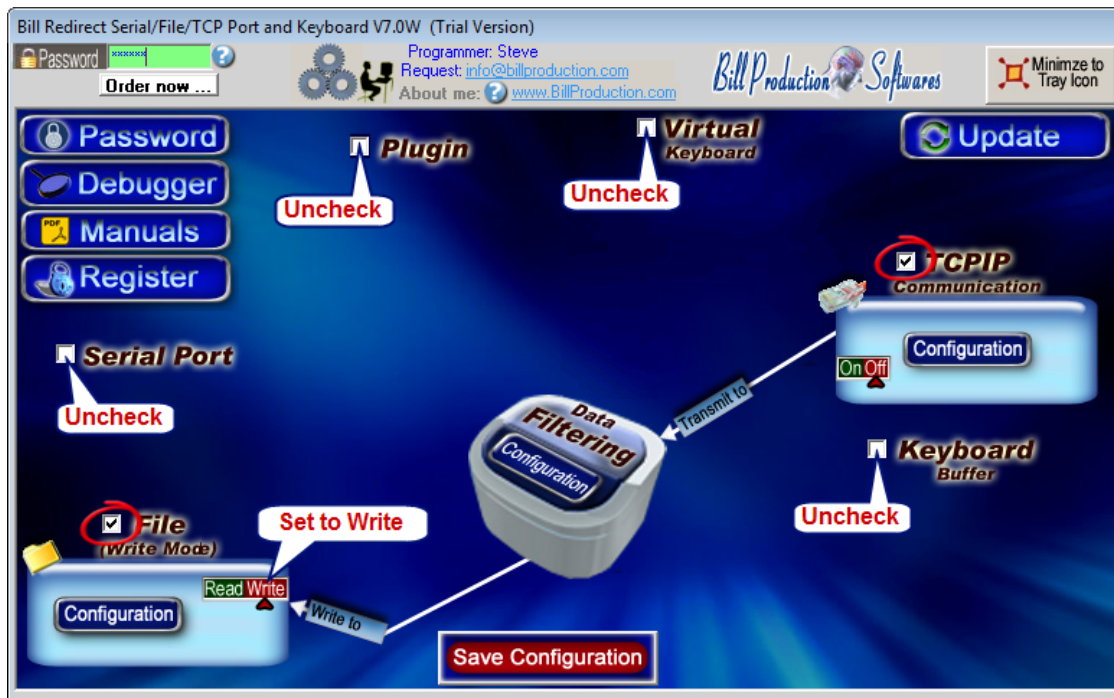 Bill Redirect Serial/File/TCP Port and Keyboard V7.0W (Trial Version)
Password
xxxxxx
Order now ...
Programmer: Steve
Request: info@billproduction.com
About me: ? www.BillProduction.com
Bill Production Softwares
Minimze to
Tray Icon
Password
Debugger
PDF
Manuals
Register
Plugin
Uncheck
Virtual
Keyboard
Uncheck
Update
TCPIP
Communication
Configuration
On Off
Serial Port
Uncheck
Transmit to
Data
Filtering
Configuration
Keyboard
Buffer
Uncheck
File
(Write Mode)
Set to Write
Read Write
Configuration
Write to
Save Configuration